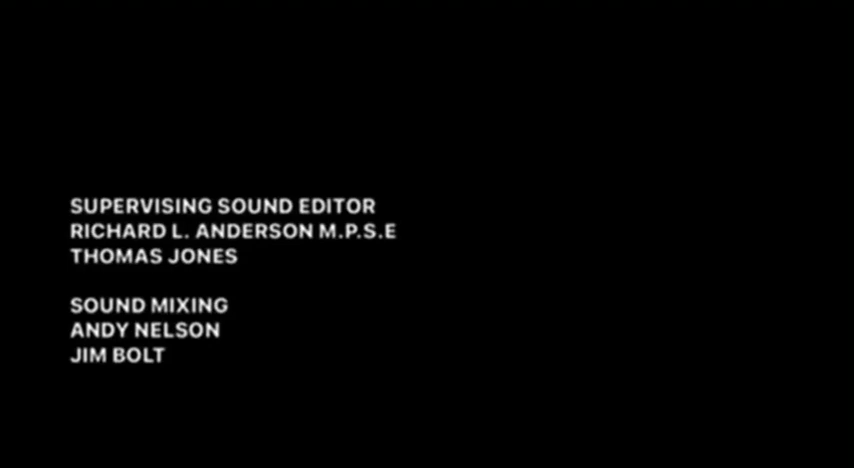 SUPERVISING SOUND EDITOR
RICHARD L. ANDERSON M.P.S.E
THOMAS JONES
SOUND MIXING
ANDY NELSON
JIM BOLT